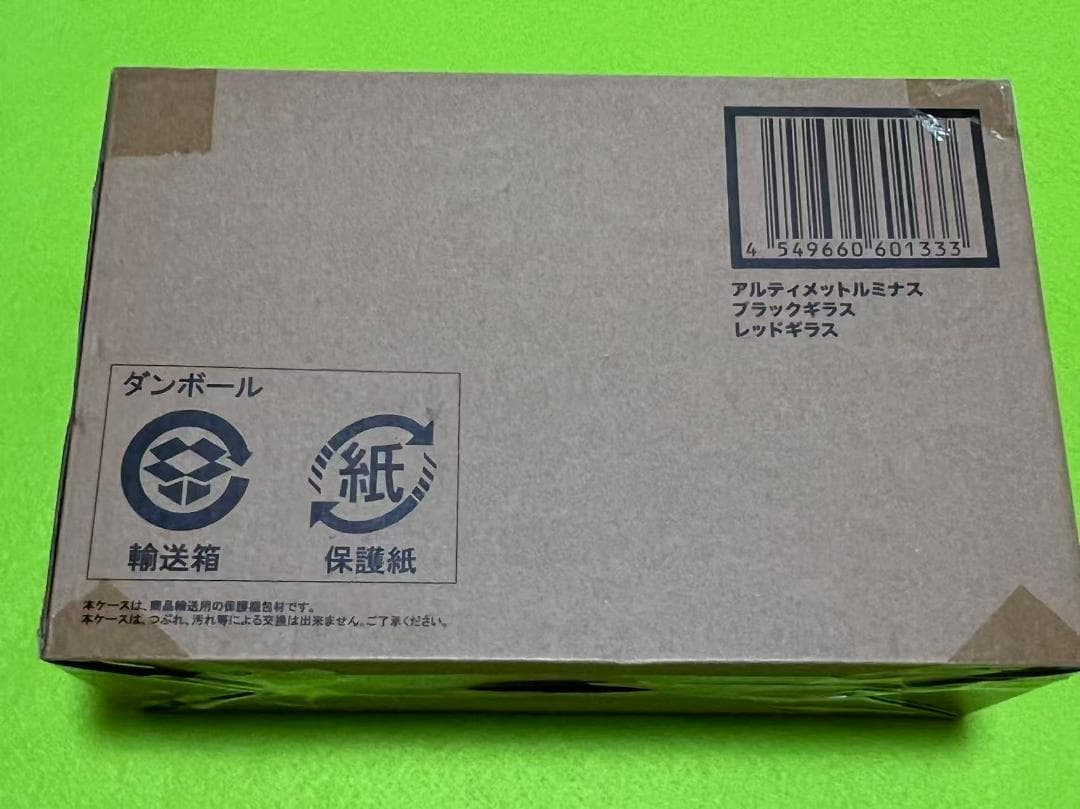 4 549660 601333
アルティメットルミナス
ブラックギラス
レッドギラス
ダンボール
紙
輸送箱
保護紙
本ケースは、商品輸送用の保護梱包材です。
本ケースは、つぶれ、汚れ等による交換は出来ません。ご了承ください。